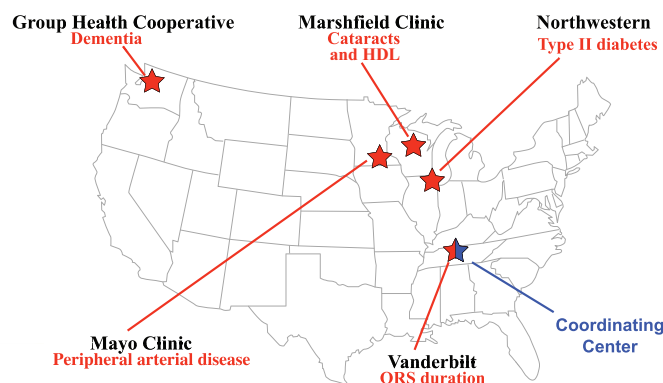 Group Health Cooperative
Dementia
Marshfield Clinic
Cataracts
and HDL
Northwestern
Type II diabetes
Mayo Clinic
Peripheral arterial disease
Vanderbilt
QRS duration
Coordinating
Center